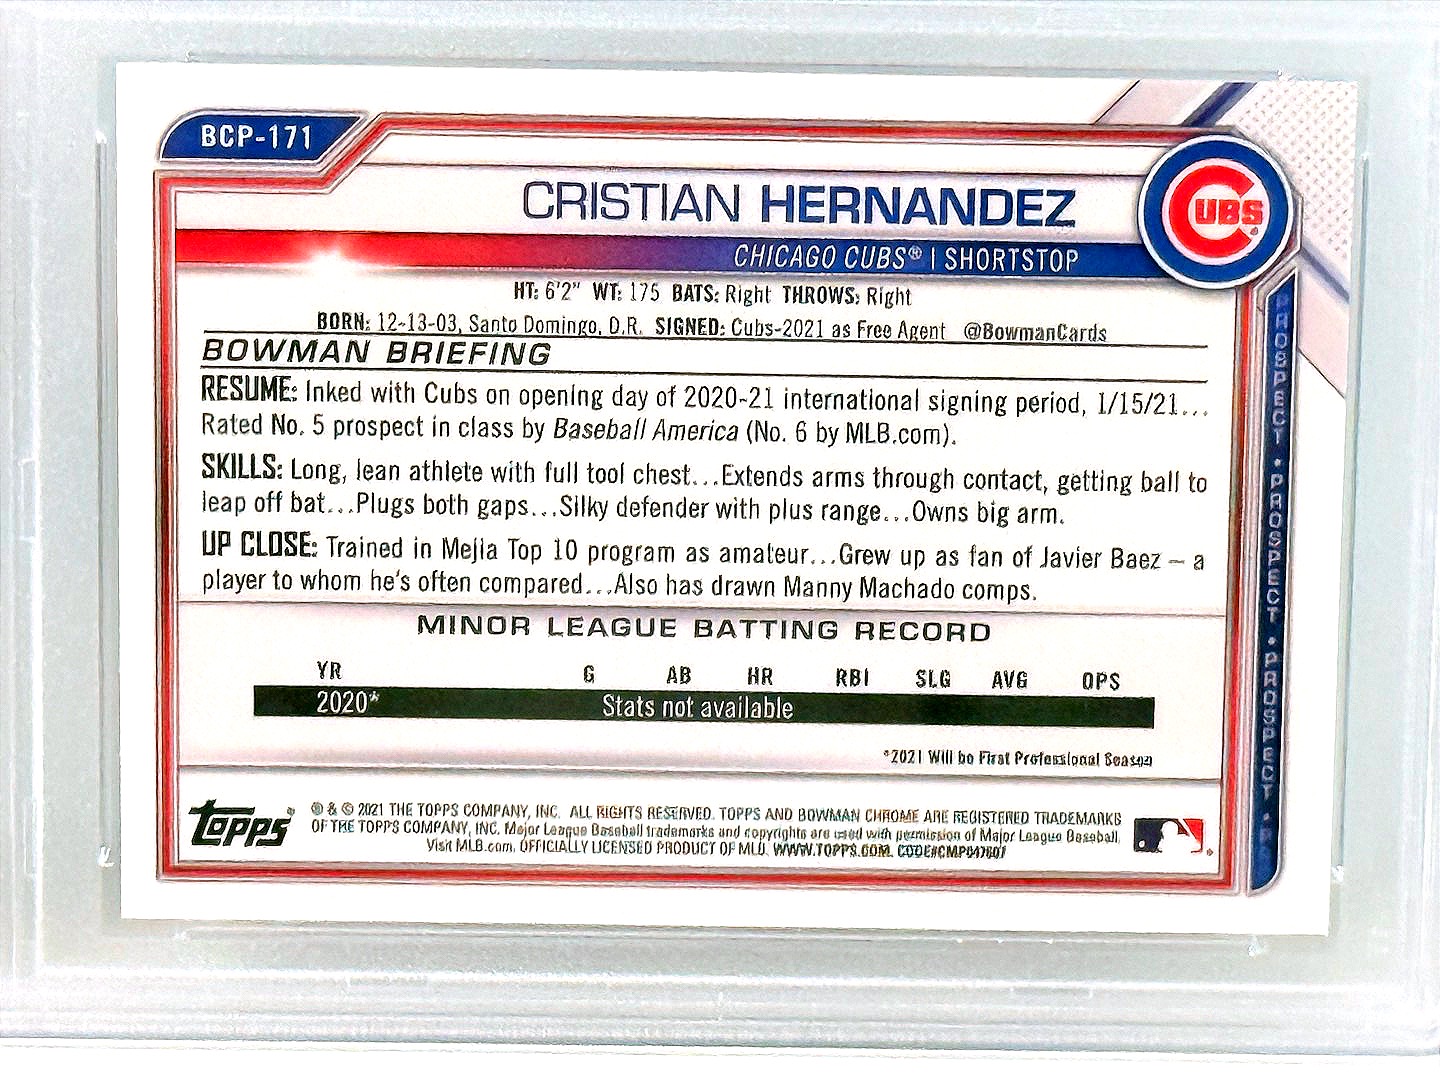 BCP-171
CRISTIAN HERNANDEZ
CUBS
CHICAGO CUBS® | SHORTSTOP
HT: 6'2" WT: 175 BATS: Right THROWS: Right
BORN: 12-13-03, Santo Domingo, D.R. SIGNED: Cubs-2021 as Free Agent @BowmanCards
BOWMAN BRIEFING
RESUME: Inked with Cubs on opening day of 2020-21 international signing period, 1/15/21...
Rated No. 5 prospect in class by Baseball America (No. 6 by MLB.com).
SKILLS: Long, lean athlete with full tool chest...Extends arms through contact, getting ball to
leap off bat...Plugs both gaps...Silky defender with plus range...Owns big arm.
UP CLOSE: Trained in Mejia Top 10 program as amateur...Grew up as fan of Javier Baez – a
player to whom he's often compared...Also has drawn Manny Machado comps.
MINOR LEAGUE BATTING RECORD
YR G AB HR RBI SLG AVG OPS
2020* Stats not available
*2021 Will be First Professional Season
Topps®
® & © 2021 THE TOPPS COMPANY, INC. ALL RIGHTS RESERVED. TOPPS AND BOWMAN CHROME ARE REGISTERED TRADEMARKS
OF THE TOPPS COMPANY, INC. Major League Baseball trademarks and copyrights are used with permission of Major League Baseball.
Visit MLB.com. OFFICIALLY LICENSED PRODUCT OF MLB. WWW.TOPPS.COM.
PROSPECT • PROSPECT • PROSPECT •